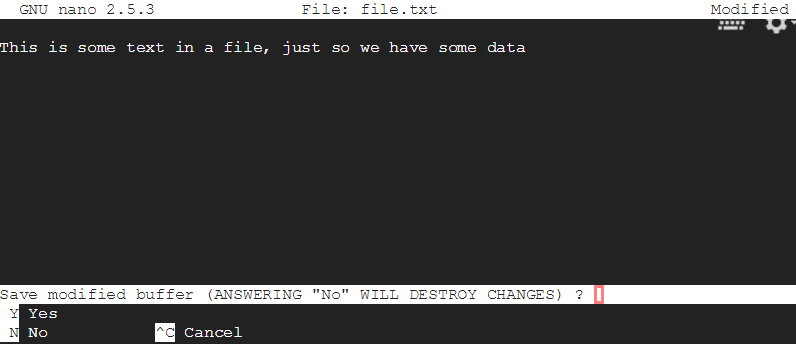 GNU nano 2.5.3 File: file.txt Modified
This is some text in a file, just so we have some data
Save modified buffer (ANSWERING "No" WILL DESTROY CHANGES) ?
Y Yes
N No ^C Cancel